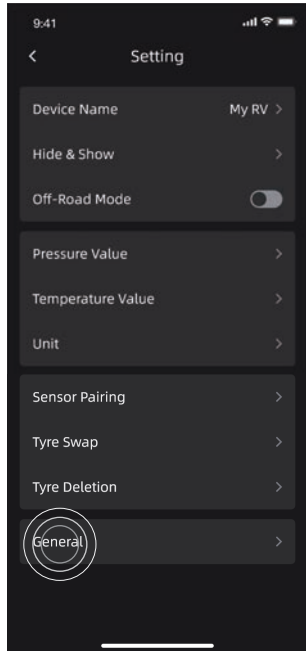 9:41
Setting
Device Name My RV >
Hide & Show >
Off-Road Mode
Pressure Value >
Temperature Value >
Unit >
Sensor Pairing >
Tyre Swap >
Tyre Deletion >
General >